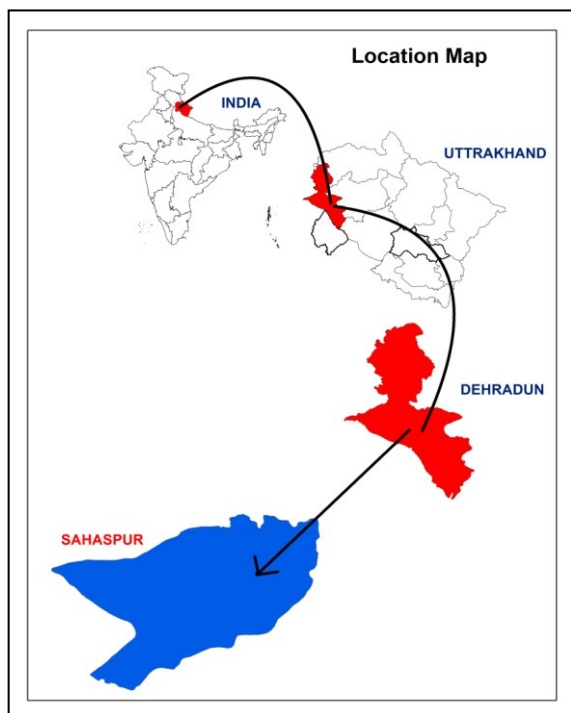 Location Map
INDIA
UTTRAKHAND
DEHRADUN
SAHASPUR